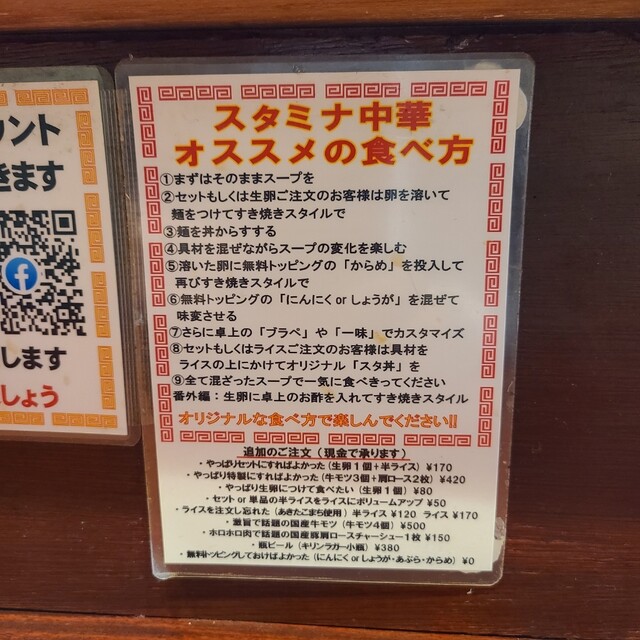 ウント
きます
します
しょう
スタミナ中華
オススメの食べ方
①まずはそのままスープを
②セットもしくは生卵ご注文のお客様は卵を溶いて
麺をつけてすき焼きスタイルで
③麺を丼からすする
④具材を混ぜながらスープの変化を楽しむ
⑤溶いた卵に無料トッピングの「からめ」を投入して
再びすき焼きスタイルで
⑥無料トッピングの「にんにく or しょうが」を混ぜて
味変させる
⑦さらに卓上の「ブラペ」や「一味」でカスタマイズ
⑧セットもしくはライスご注文のお客様は具材を
ライスの上にかけてオリジナル「スタ丼」を
⑨全て混ざったスープで一気に食べきってください
番外編：生卵に卓上のお酢を入れてすき焼きスタイル
オリジナルな食べ方で楽しんでください!!
追加のご注文（現金で承ります）
・やっぱりセットにすればよかった（生卵１個＋半ライス）¥170
・やっぱり特製にすればよかった（牛モツ３個＋肩ロース２枚）¥420
・やっぱり生卵につけて食べたい（生卵１個）¥80
・セット or 単品の半ライスをライスにボリュームアップ ¥50
・ライスを注文し忘れた（あきたこまち使用）半ライス ¥120 ライス ¥170
・激旨で話題の国産牛モツ（牛モツ４個）¥500
・ホロホロ肉で話題の国産豚肩ロースチャーシュー１枚 ¥150
・瓶ビール（キリンラガー小瓶）¥380
・無料トッピングしておけばよかった（にんにく or しょうが・あぶら・からめ）¥0